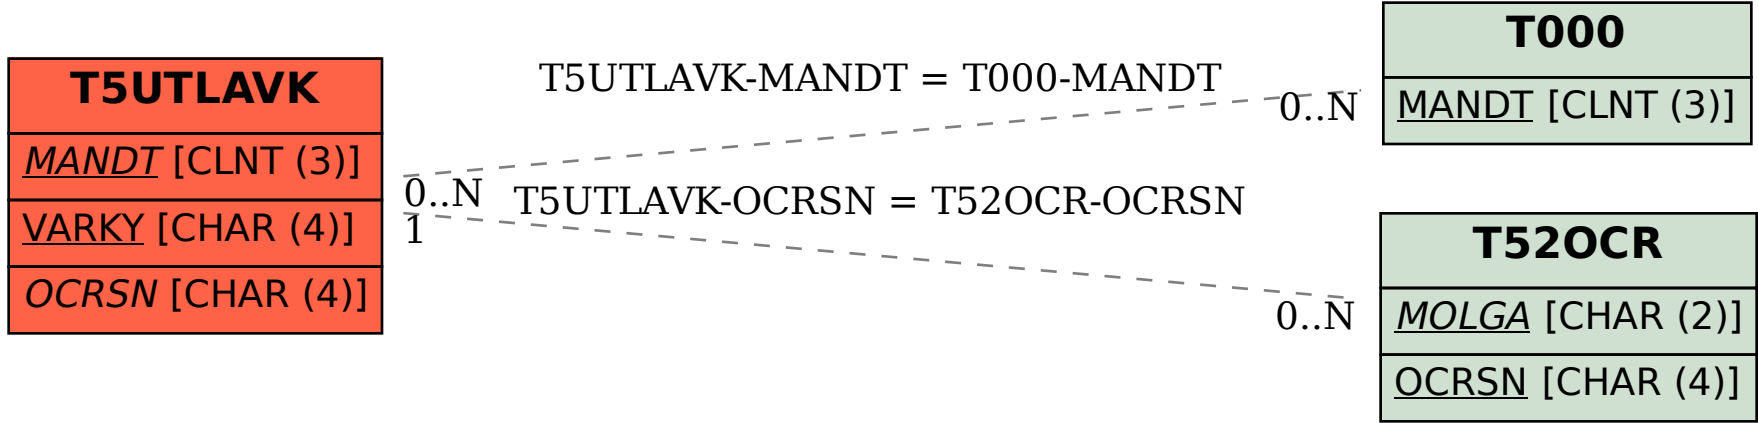 T5UTLAVK
MANDT [CLNT (3)]
VARKY [CHAR (4)]
OCRSN [CHAR (4)]
T5UTLAVK-MANDT = T000-MANDT
0..N
0..N
T5UTLAVK-OCRSN = T52OCR-OCRSN
1
0..N
T000
MANDT [CLNT (3)]
T52OCR
MOLGA [CHAR (2)]
OCRSN [CHAR (4)]